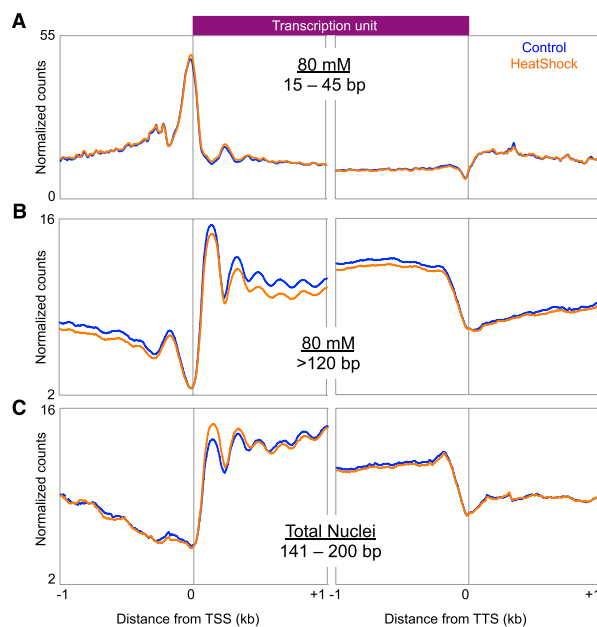 A
Transcription unit
55
Normalized counts
0
80 mM
15 – 45 bp
Control
HeatShock
B
16
Normalized counts
2
80 mM
>120 bp
C
16
Normalized counts
2
Total Nuclei
141 – 200 bp
-1 0 +1 -1 0 +1
Distance from TSS (kb) Distance from TTS (kb)